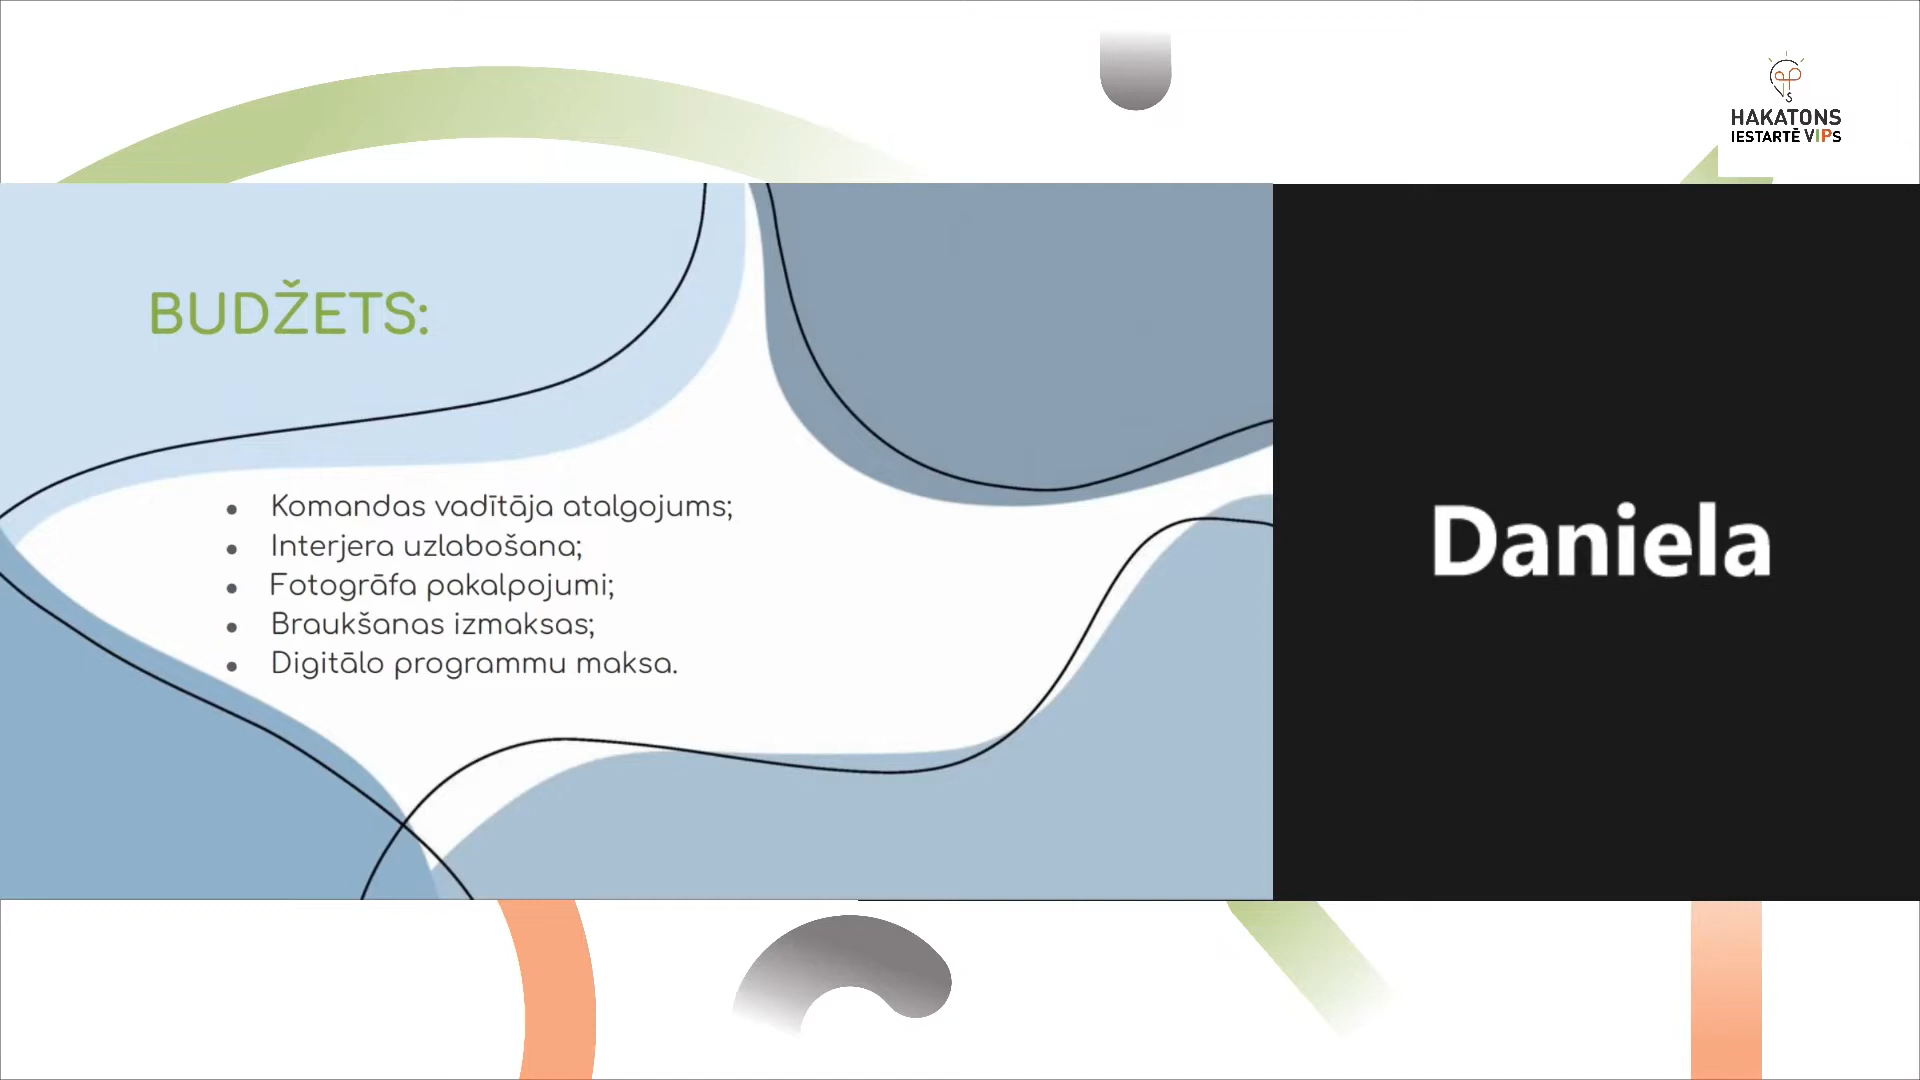 HAKATONS
IESTARTĒ VIPS
BUDŽETS:
Daniela
• Komandas vadītāja atalgojums;
• Interjera uzlabošana;
• Fotogrāfa pakalpojumi;
• Braukšanas izmaksas;
• Digitālo programmu maksa.